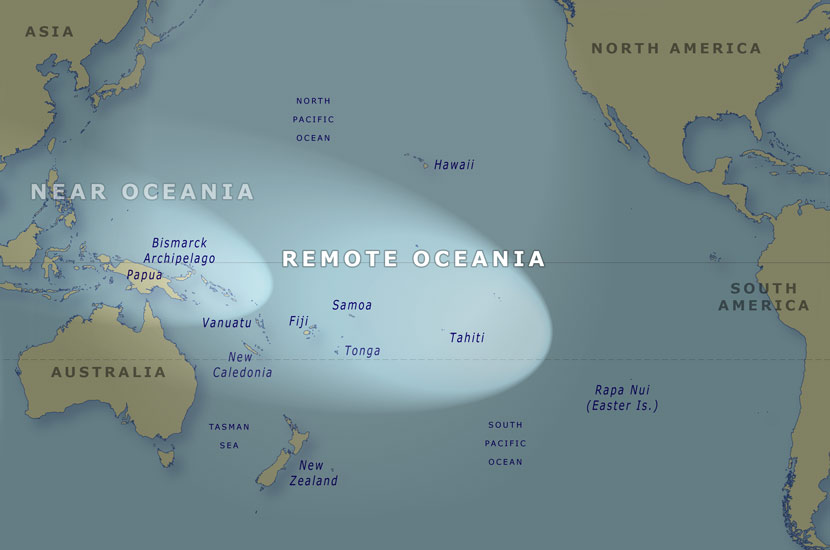 ASIA
NORTH AMERICA
NORTH
PACIFIC
OCEAN
Hawaii
NEAR OCEANIA
Bismarck
Archipelago
REMOTE OCEANIA
Papua
SOUTH
AMERICA
Samoa
Vanuatu
Fiji
Tahiti
Tonga
New
Caledonia
AUSTRALIA
Rapa Nui
(Easter Is.)
TASMAN
SEA
SOUTH
PACIFIC
OCEAN
New
Zealand